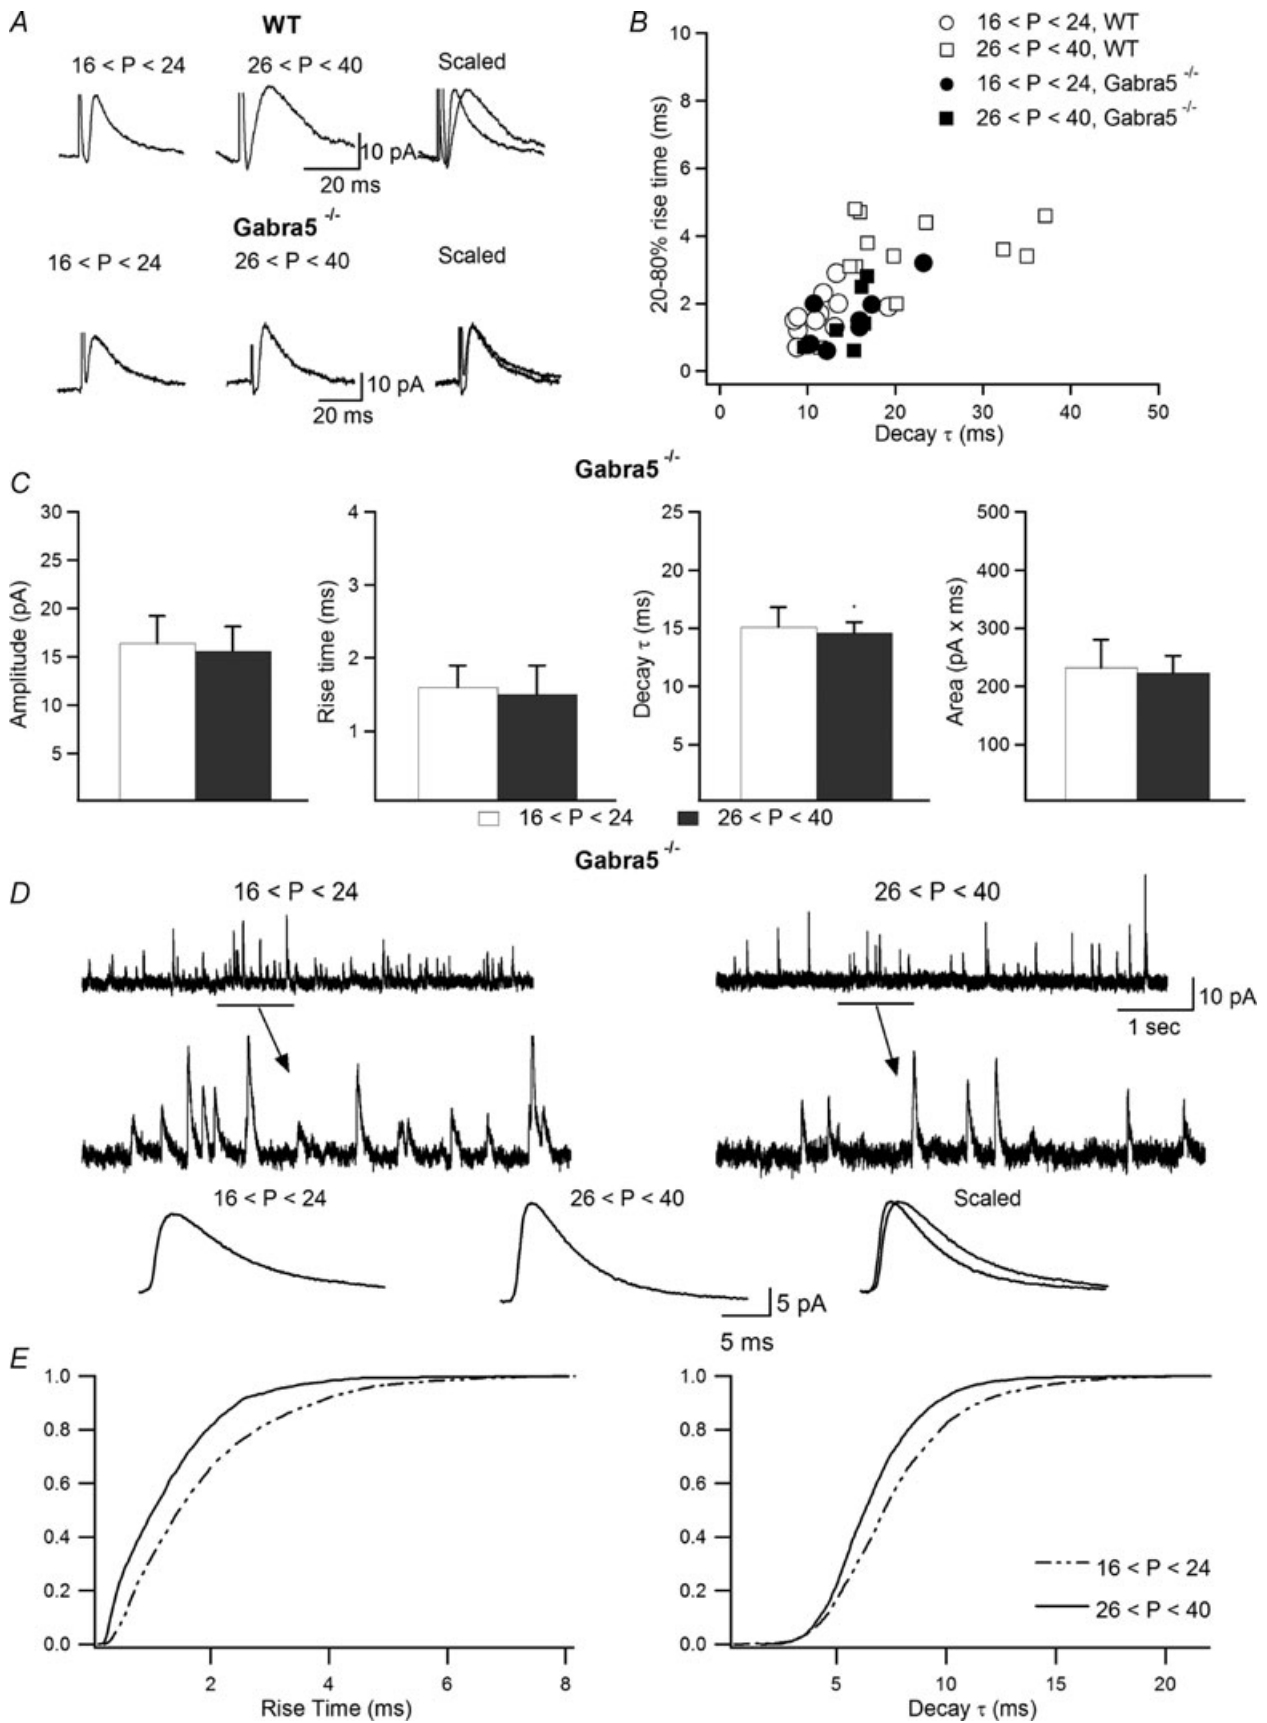 A
WT
16 < P < 24
26 < P < 40
Scaled
10 pA
20 ms
Gabra5 -/-
16 < P < 24
26 < P < 40
Scaled
10 pA
20 ms
B
16 < P < 24, WT
26 < P < 40, WT
16 < P < 24, Gabra5 -/-
26 < P < 40, Gabra5 -/-
20-80% rise time (ms)
10
8
6
4
2
0
0 10 20 30 40 50
Decay τ (ms)
Gabra5 -/-
C
Amplitude (pA)
30
25
20
15
10
5
Rise time (ms)
4
3
2
1
Decay τ (ms)
25
20
15
10
5
Area (pA x ms)
500
400
300
200
100
16 < P < 24
26 < P < 40
Gabra5 -/-
D
16 < P < 24
26 < P < 40
10 pA
1 sec
16 < P < 24
26 < P < 40
Scaled
5 pA
5 ms
E
1.0
0.8
0.6
0.4
0.2
0.0
2 4 6 8
Rise Time (ms)
1.0
0.8
0.6
0.4
0.2
0.0
16 < P < 24
26 < P < 40
5 10 15 20
Decay τ (ms)